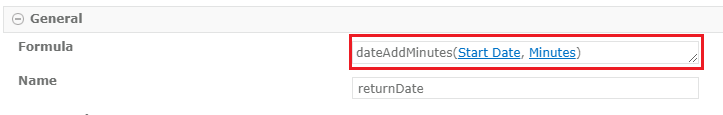 General
Formula
dateAddMinutes(Start Date, Minutes)
Name
returnDate